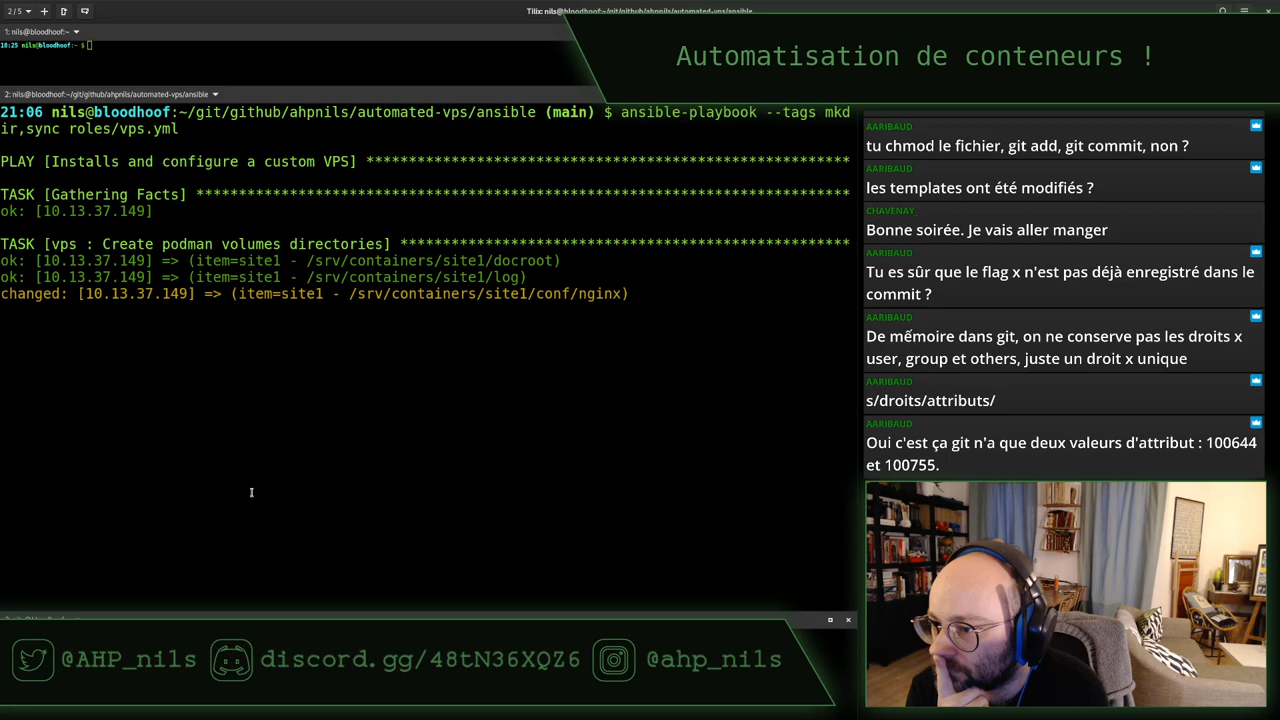 2 / 5
Tilix: nils@bloodhoof:~/git/github/ahpnils/automated-vps/ansible
1: nils@bloodhoof:~
18:25 nils@bloodhoof:~ $
Automatisation de conteneurs !
2: nils@bloodhoof:~/git/github/ahpnils/automated-vps/ansible
21:06 nils@bloodhoof:~/git/github/ahpnils/automated-vps/ansible (main) $ ansible-playbook --tags mkd
ir,sync roles/vps.yml
PLAY [Installs and configure a custom VPS] *********************************************************
TASK [Gathering Facts] *****************************************************************************
ok: [10.13.37.149]
TASK [vps : Create podman volumes directories] *****************************************************
ok: [10.13.37.149] => (item=site1 - /srv/containers/site1/docroot)
ok: [10.13.37.149] => (item=site1 - /srv/containers/site1/log)
changed: [10.13.37.149] => (item=site1 - /srv/containers/site1/conf/nginx)
AARIBAUD
tu chmod le fichier, git add, git commit, non ?
AARIBAUD
les templates ont été modifiés ?
CHAVENAY_
Bonne soirée. Je vais aller manger
AARIBAUD
Tu es sûr que le flag x n'est pas déjà enregistré dans le
commit ?
AARIBAUD
De mémoire dans git, on ne conserve pas les droits x
user, group et others, juste un droit x unique
AARIBAUD
s/droits/attributs/
AARIBAUD
Oui c'est ça git n'a que deux valeurs d'attribut : 100644
et 100755.
@AHP_nils
discord.gg/48tN36XQZ6
@ahp_nils